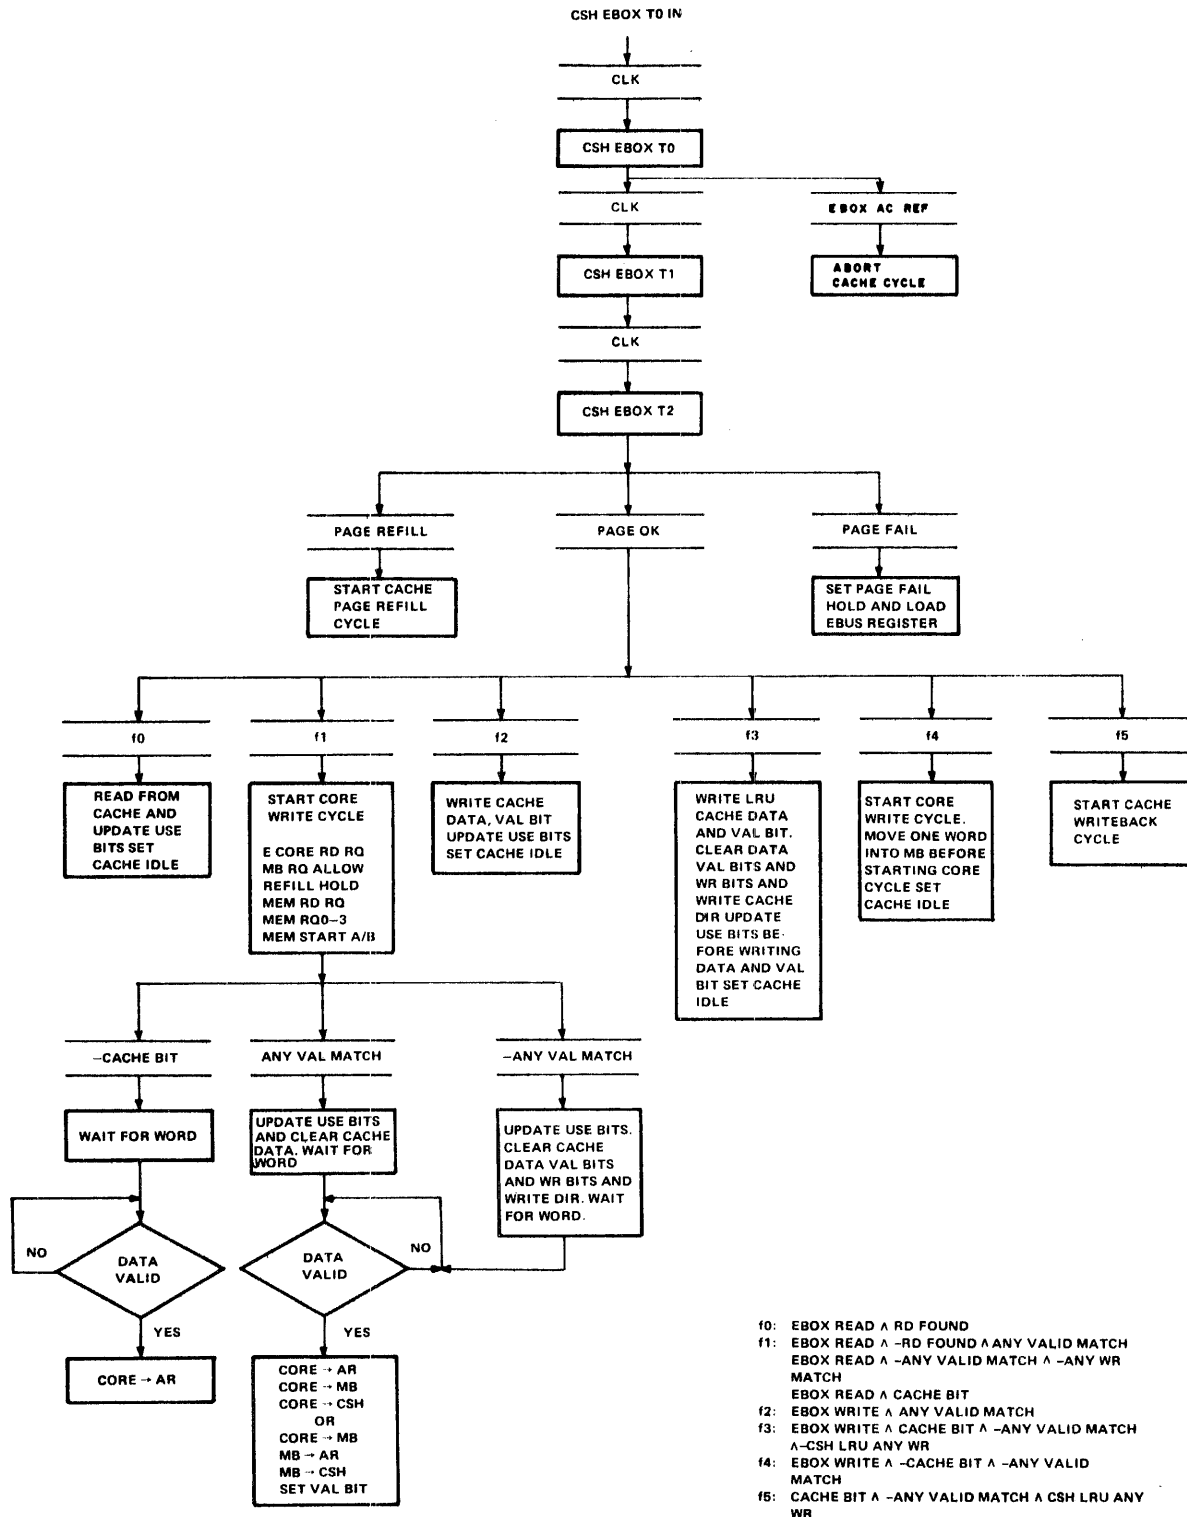 CSH EBOX T0 IN
CLK
CSH EBOX T0
CLK
EBOX AC REF
CSH EBOX T1
ABORT
CACHE CYCLE
CLK
CSH EBOX T2
PAGE REFILL
PAGE OK
PAGE FAIL
START CACHE
PAGE REFILL
CYCLE
SET PAGE FAIL
HOLD AND LOAD
EBUS REGISTER
f0
f1
f2
f3
f4
f5
READ FROM
CACHE AND
UPDATE USE
BITS SET
CACHE IDLE
START CORE
WRITE CYCLE
E CORE RD RQ
MB RQ ALLOW
REFILL HOLD
MEM RD RQ
MEM RQ0-3
MEM START A/B
WRITE CACHE
DATA, VAL BIT
UPDATE USE BITS
SET CACHE IDLE
WRITE LRU
CACHE DATA
AND VAL BIT.
CLEAR DATA
VAL BITS AND
WR BITS AND
WRITE CACHE
DIR UPDATE
USE BITS BE-
FORE WRITING
DATA AND VAL
BIT SET CACHE
IDLE
START CORE
WRITE CYCLE.
MOVE ONE WORD
INTO MB BEFORE
STARTING CORE
CYCLE SET
CACHE IDLE
START CACHE
WRITEBACK
CYCLE
–CACHE BIT
ANY VAL MATCH
–ANY VAL MATCH
WAIT FOR WORD
UPDATE USE BITS
AND CLEAR CACHE
DATA. WAIT FOR
WORD
UPDATE USE BITS.
CLEAR CACHE
DATA VAL BITS
AND WR BITS AND
WRITE DIR. WAIT
FOR WORD.
NO
DATA
VALID
YES
NO
DATA
VALID
YES
CORE → AR
CORE → AR
CORE → MB
CORE → CSH
OR
CORE → MB
MB → AR
MB → CSH
SET VAL BIT
f0: EBOX READ ∧ RD FOUND
f1: EBOX READ ∧ –RD FOUND ∧ ANY VALID MATCH
EBOX READ ∧ –ANY VALID MATCH ∧ –ANY WR
MATCH
EBOX READ ∧ CACHE BIT
f2: EBOX WRITE ∧ ANY VALID MATCH
f3: EBOX WRITE ∧ CACHE BIT ∧ –ANY VALID MATCH
∧–CSH LRU ANY WR
f4: EBOX WRITE ∧ –CACHE BIT ∧ –ANY VALID
MATCH
f5: CACHE BIT ∧ –ANY VALID MATCH ∧ CSH LRU ANY
WR